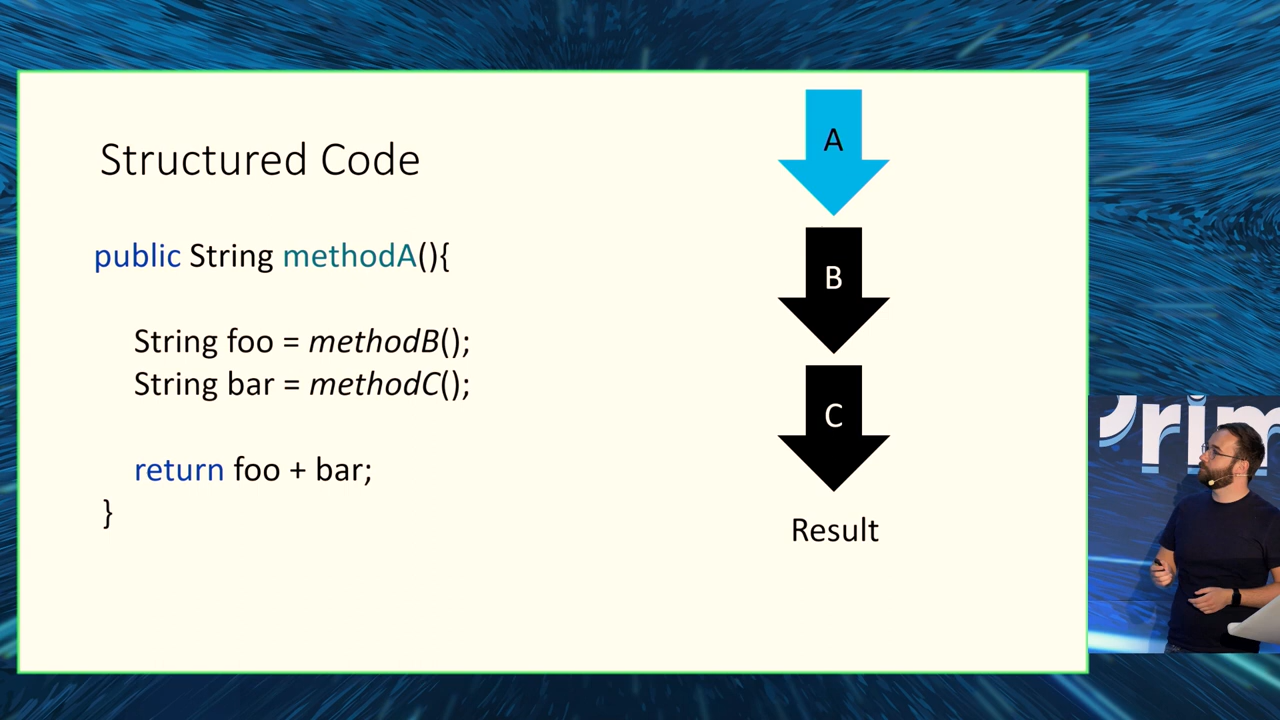 Structured Code
public String methodA(){
String foo = methodB();
String bar = methodC();
return foo + bar;
}
A
B
C
Result